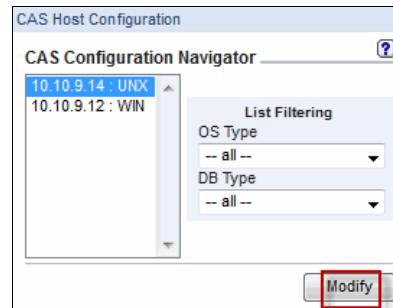 CAS Host Configuration
CAS Configuration Navigator
?
10.10.9.14 : UNX
10.10.9.12 : WIN
List Filtering
OS Type
-- all --
DB Type
-- all --
Modify